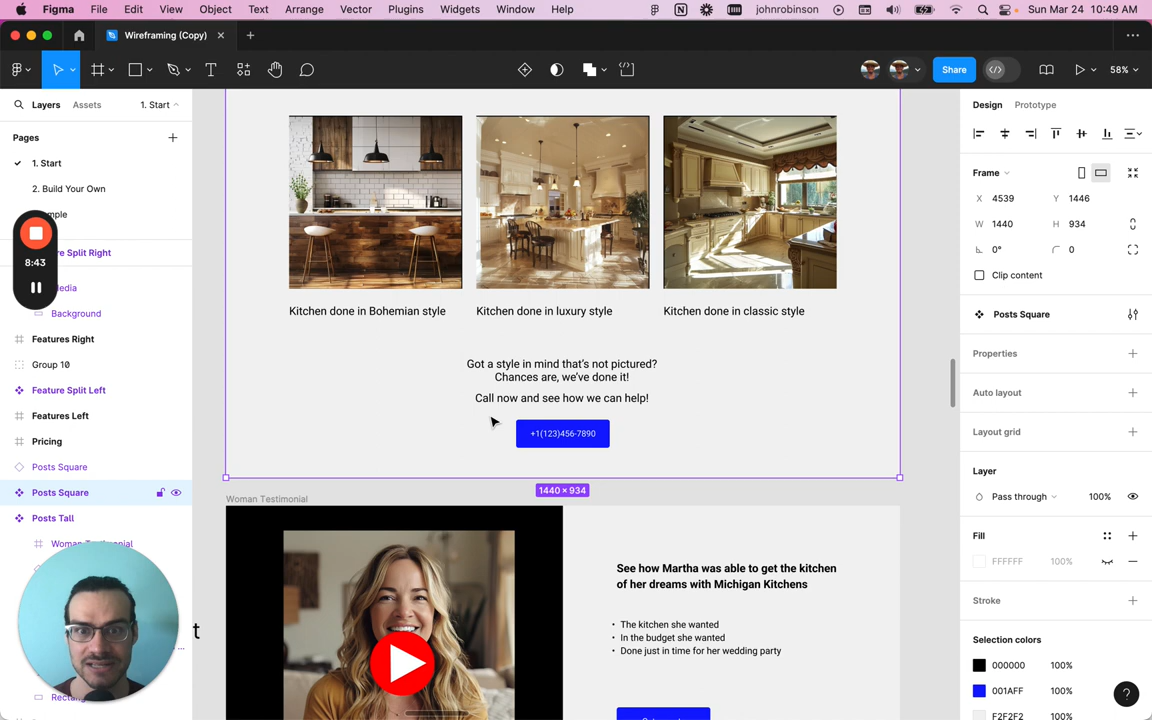 Figma File Edit View Object Text Arrange Vector Plugins Widgets Window Help johnrobinson Sun Mar 24 10:49 AM
Wireframing (Copy)
Share
58%
Layers Assets 1. Start
Pages
1. Start
2. Build Your Own
mple
re Split Right
8:43
edia
Background
Features Right
Group 10
Feature Split Left
Features Left
Pricing
Posts Square
Posts Square
Posts Tall
Woman Testimonial
t
Rectang
Kitchen done in Bohemian style
Kitchen done in luxury style
Kitchen done in classic style
Got a style in mind that's not pictured?
Chances are, we've done it!
Call now and see how we can help!
+1(123)456-7890
1440 × 934
Woman Testimonial
See how Martha was able to get the kitchen
of her dreams with Michigan Kitchens
• The kitchen she wanted
• In the budget she wanted
• Done just in time for her wedding party
Design Prototype
Frame
X 4539 Y 1446
W 1440 H 934
0° 0
Clip content
Posts Square
Properties
Auto layout
Layout grid
Layer
Pass through 100%
Fill
FFFFFF 100%
Stroke
Selection colors
000000 100%
001AFF 100%
F2F2F2 100%
?